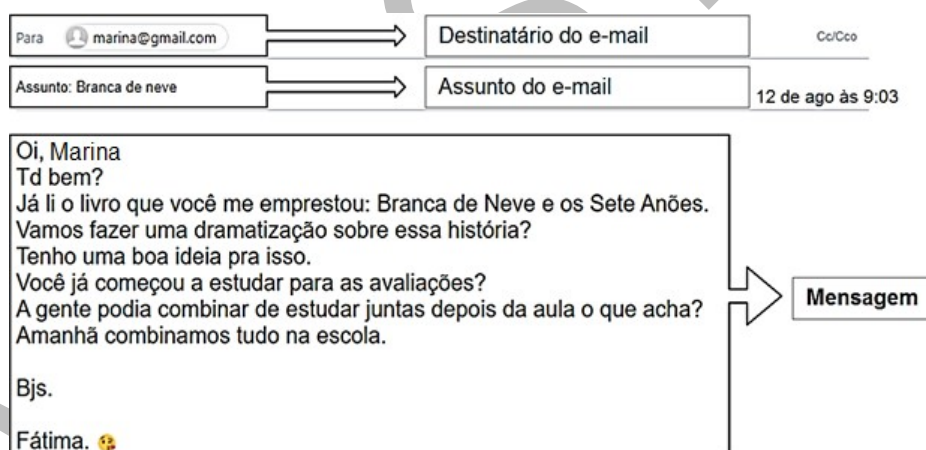 Para marina@gmail.com Destinatário do e-mail Cc/Cco
Assunto: Branca de neve Assunto do e-mail 12 de ago às 9:03
Oi, Marina
Td bem?
Já li o livro que você me emprestou: Branca de Neve e os Sete Anões.
Vamos fazer uma dramatização sobre essa história?
Tenho uma boa ideia pra isso.
Você já começou a estudar para as avaliações?
A gente podia combinar de estudar juntas depois da aula o que acha?
Amanhã combinamos tudo na escola.
Bjs.
Fátima. 😘
Mensagem